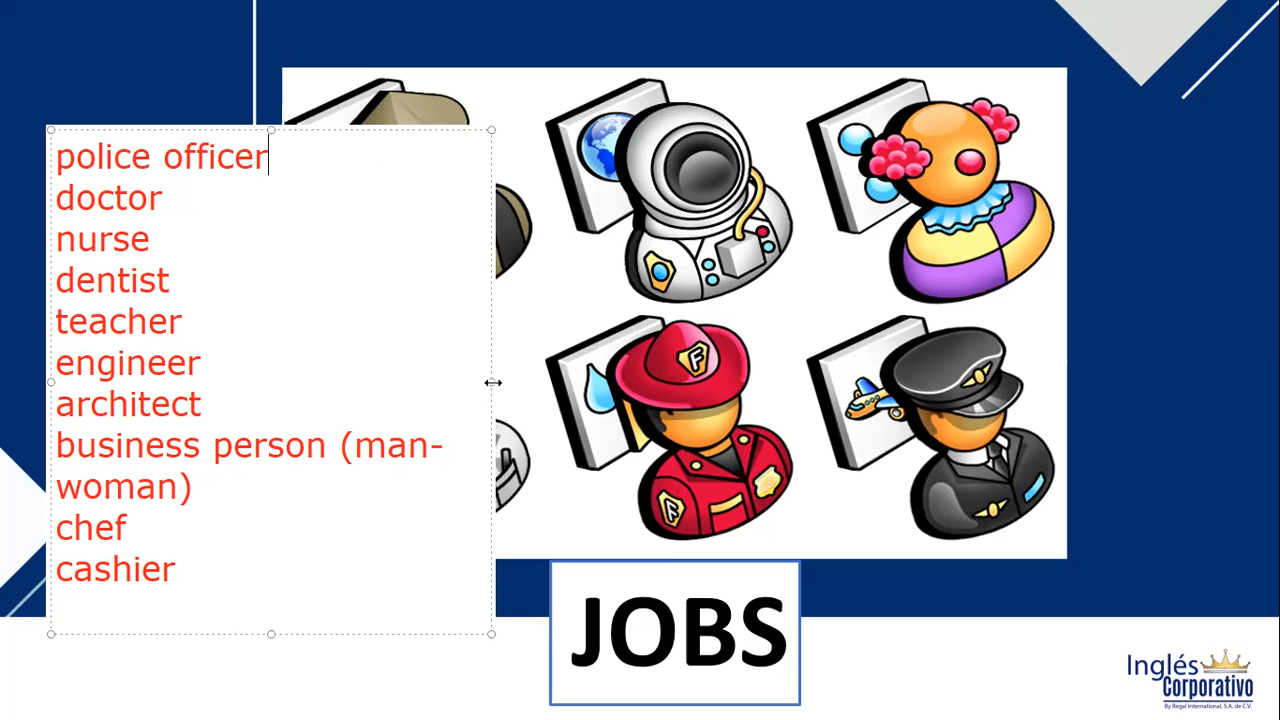 police officer
doctor
nurse
dentist
teacher
engineer
architect
business person (man-
woman)
chef
cashier
F
F
JOBS
Inglés
Corporativo
By Regal International, S.A. de C.V.